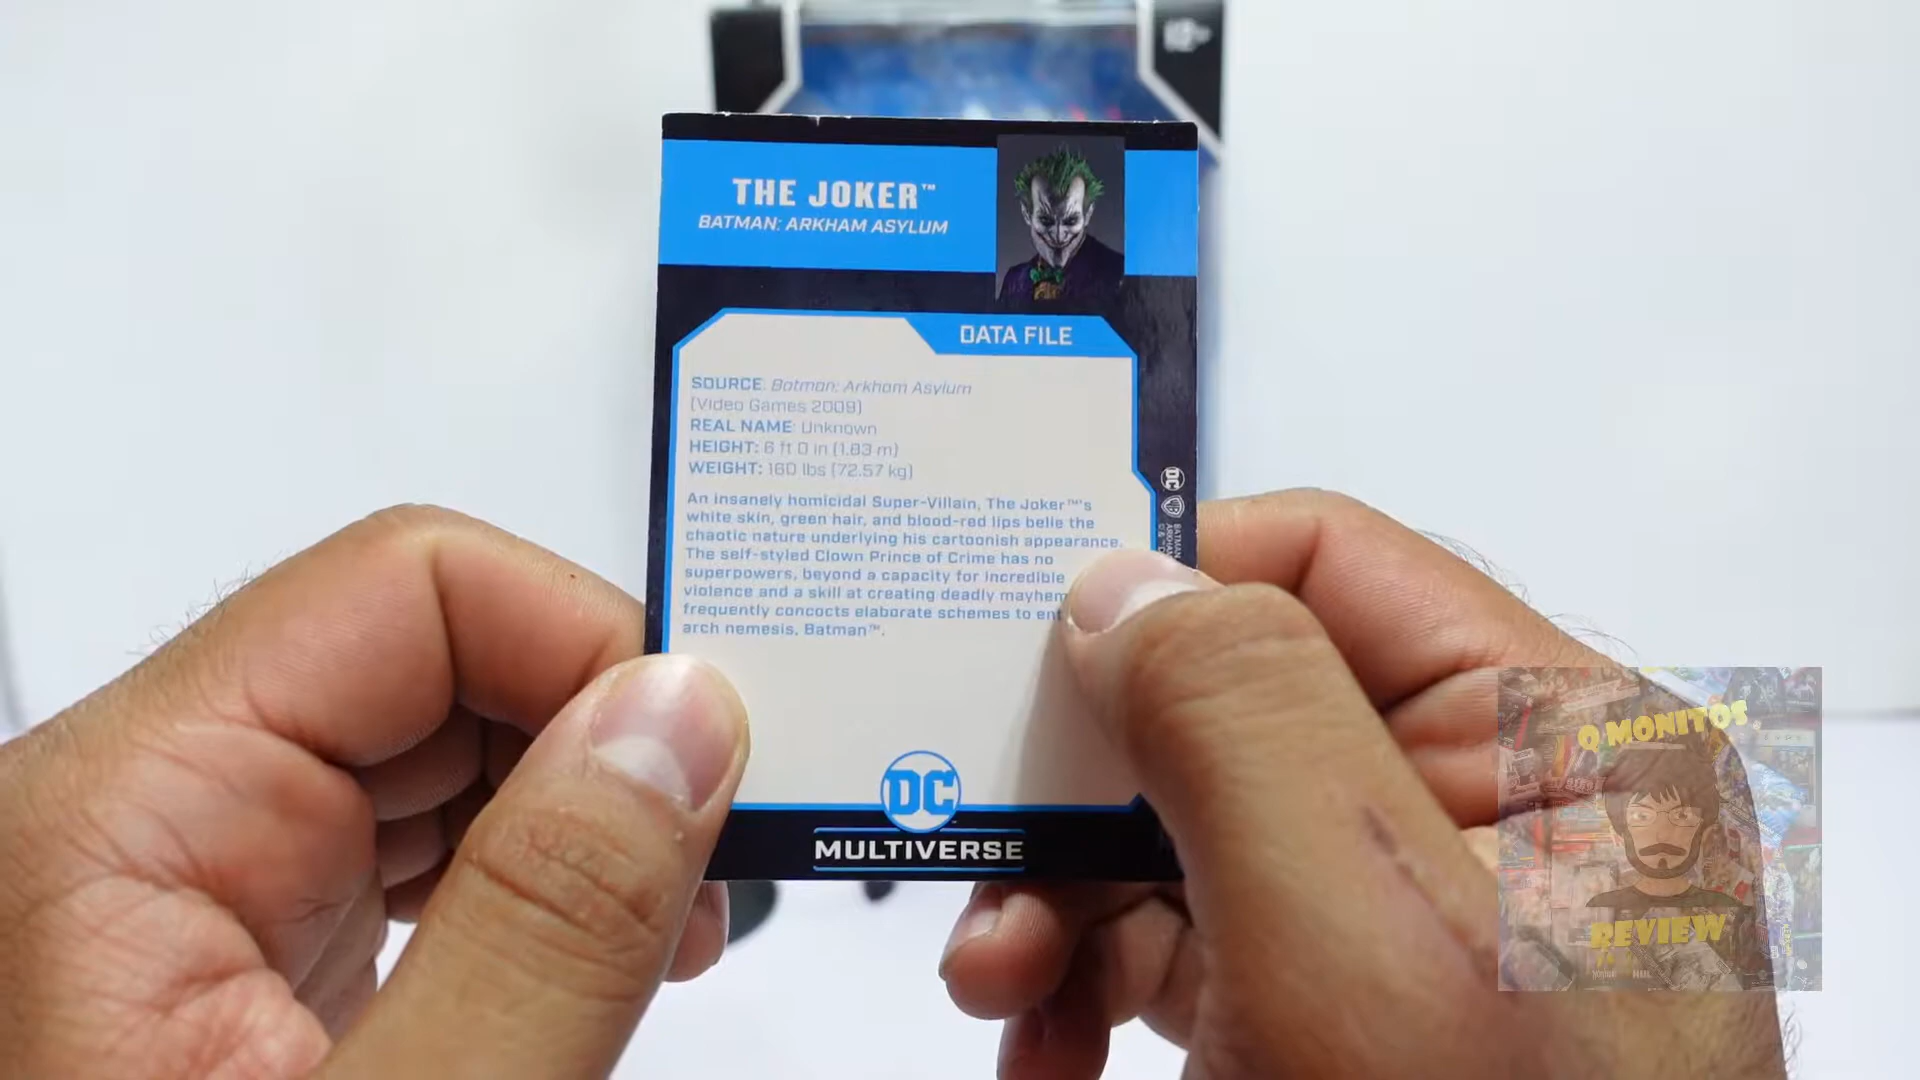 12+
THE JOKER™
BATMAN: ARKHAM ASYLUM
DATA FILE
SOURCE: Batman: Arkham Asylum
(Video Games 2009)
REAL NAME: Unknown
HEIGHT: 6 ft 0 in (1.83 m)
WEIGHT: 160 lbs (72.57 kg)
An insanely homicidal Super-Villain, The Joker™'s
white skin, green hair, and blood-red lips belie the
chaotic nature underlying his cartoonish appearance.
The self-styled Clown Prince of Crime has no
superpowers, beyond a capacity for incredible
violence and a skill at creating deadly mayhem
frequently concocts elaborate schemes to ent
arch nemesis, Batman™.
DC
BATMAN
DC
MULTIVERSE
Q MONITOS
REVIEW